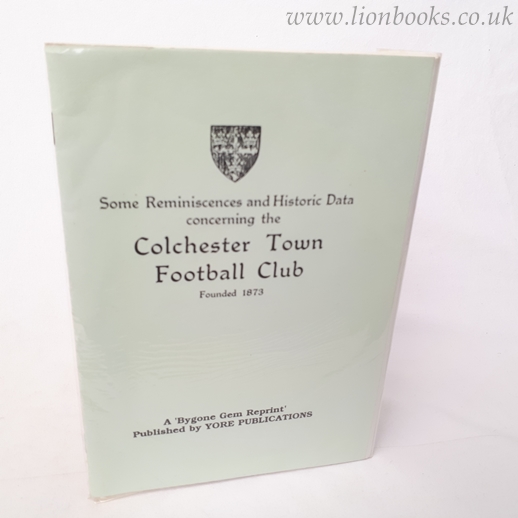 www.lionbooks.co.uk
Some Reminiscences and Historic Data
concerning the
Colchester Town
Football Club
Founded 1873
A 'Bygone Gem Reprint'
Published by YORE PUBLICATIONS